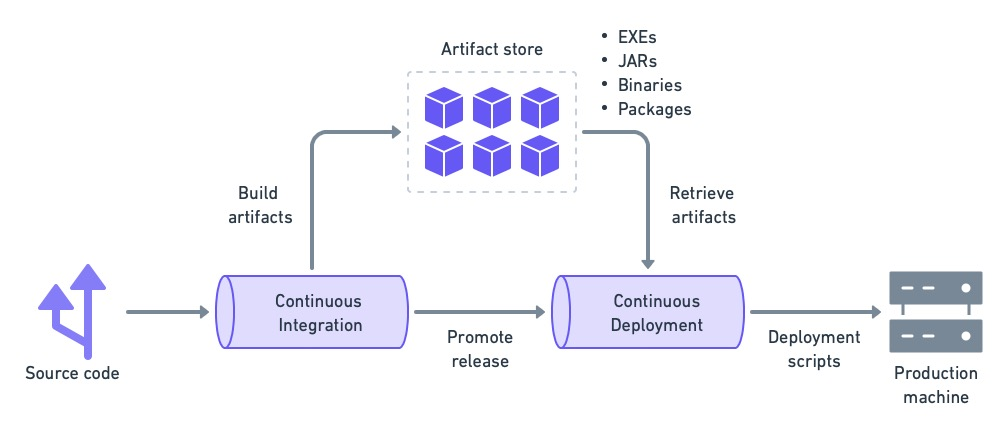 Artifact store
• EXEs
• JARs
• Binaries
• Packages
Build
artifacts
Retrieve
artifacts
Source code
Continuous
Integration
Promote
release
Continuous
Deployment
Deployment
scripts
Production
machine